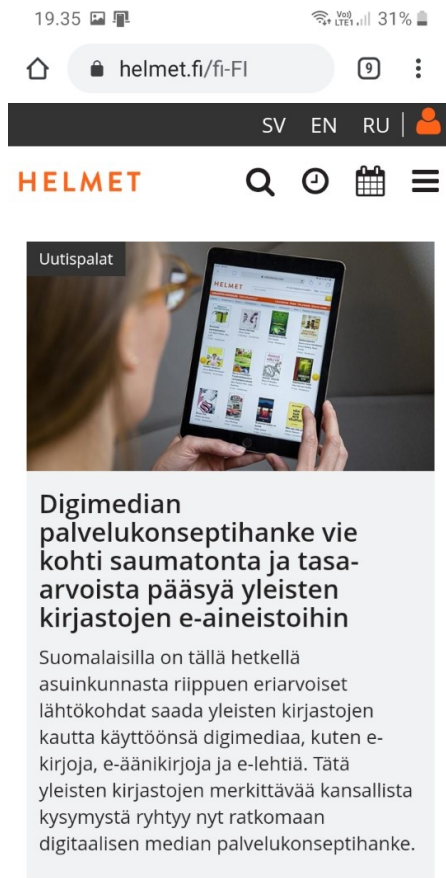 19.35 Vo)) LTE1 31%
helmet.fi/fi-FI 9
SV EN RU
HELMET
Uutispalat
HELMET
Digimedian
palvelukonseptihanke vie
kohti saumatonta ja tasa-
arvoista pääsyä yleisten
kirjastojen e-aineistoihin
Suomalaisilla on tällä hetkellä
asuinkunnasta riippuen eriarvoiset
lähtökohdat saada yleisten kirjastojen
kautta käyttöönsä digimediaa, kuten e-
kirjoja, e-äänikirjoja ja e-lehtiä. Tätä
yleisten kirjastojen merkittävää kansallista
kysymystä ryhtyy nyt ratkomaan
digitaalisen median palvelukonseptihanke.